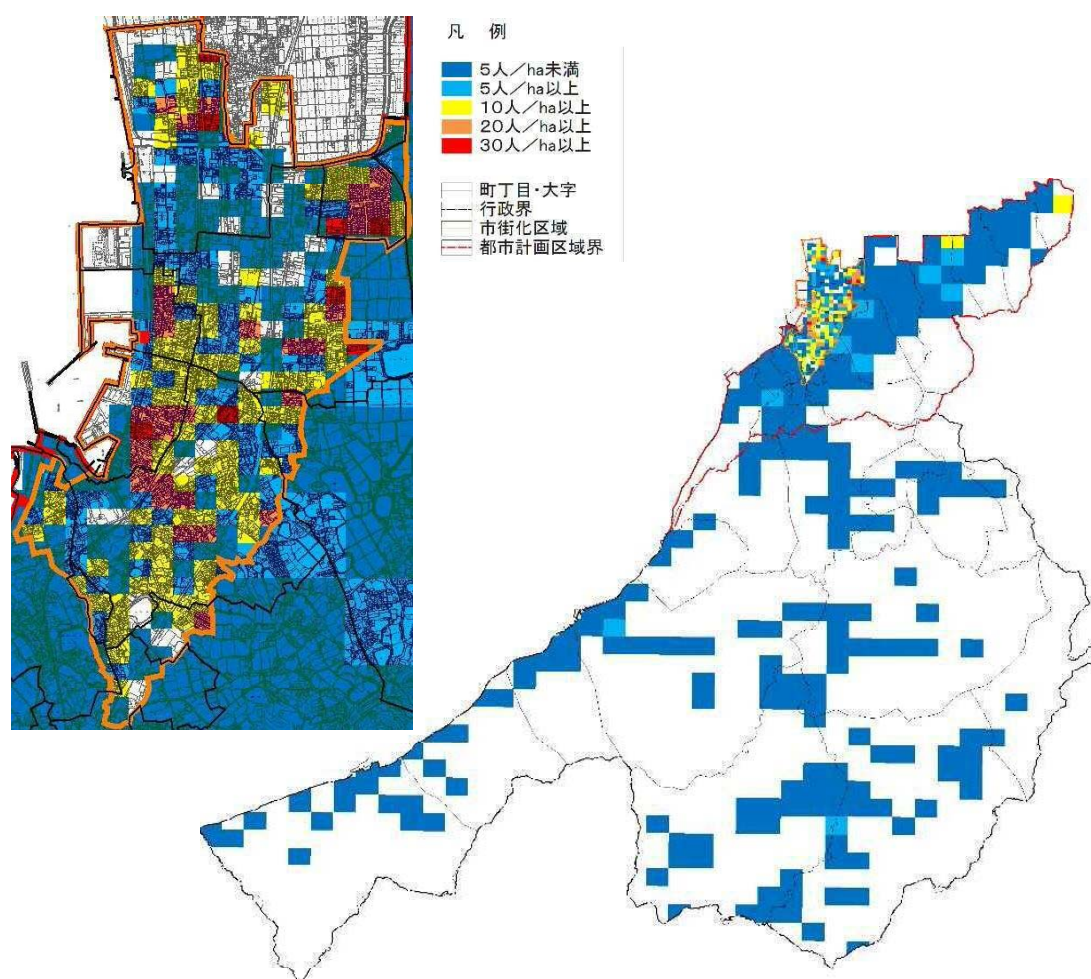 凡 例
5人/ha未満
5人/ha以上
10人/ha以上
20人/ha以上
30人/ha以上
町丁目・大字
行政界
市街化区域
都市計画区域界